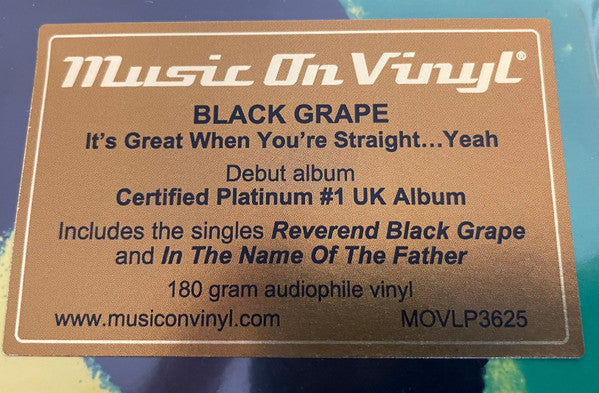 Music On Vinyl®
BLACK GRAPE
It's Great When You're Straight...Yeah
Debut album
Certified Platinum #1 UK Album
Includes the singles Reverend Black Grape
and In The Name Of The Father
180 gram audiophile vinyl
www.musiconvinyl.com MOVLP3625